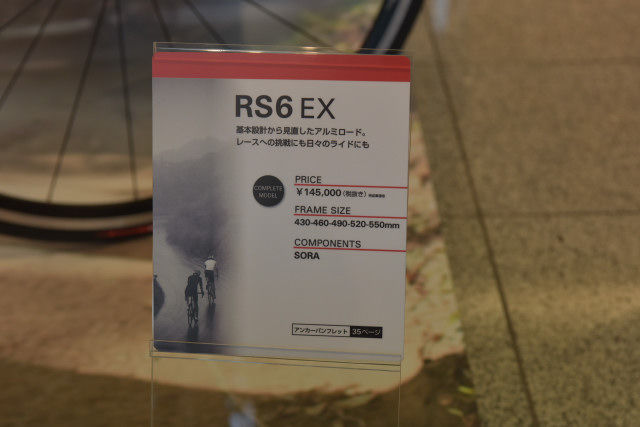 RS6 EX
基本設計から見直したアルミロード。
レースへの挑戦にも日々のライドにも
COMPLETE
MODEL
PRICE
¥145,000(税抜き)
FRAME SIZE
430-460-490-520-550mm
COMPONENTS
SORA
アンカーパンフレット 35ページ